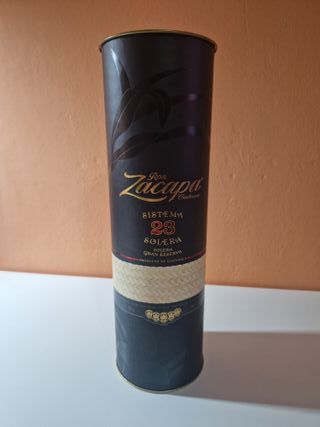 Ron
Zacapa
Centenario
SISTEMA
23
SOLERA
SOLERA
GRAN RESERVA